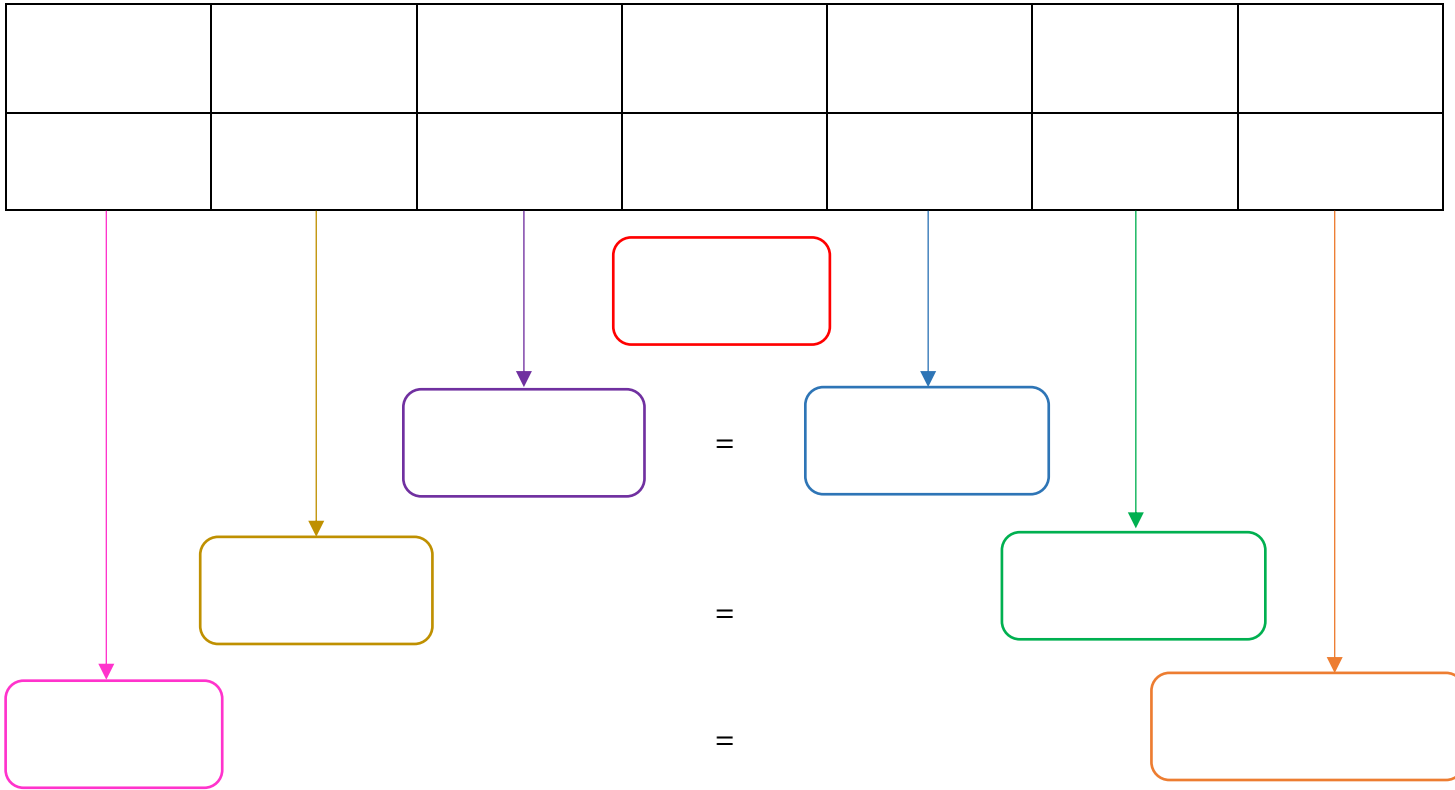 =
=
=